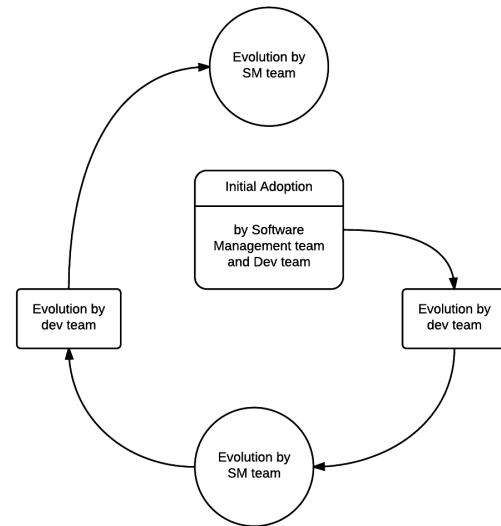 Evolution by
SM team
Initial Adoption
by Software
Management team
and Dev team
Evolution by
dev team
Evolution by
dev team
Evolution by
SM team